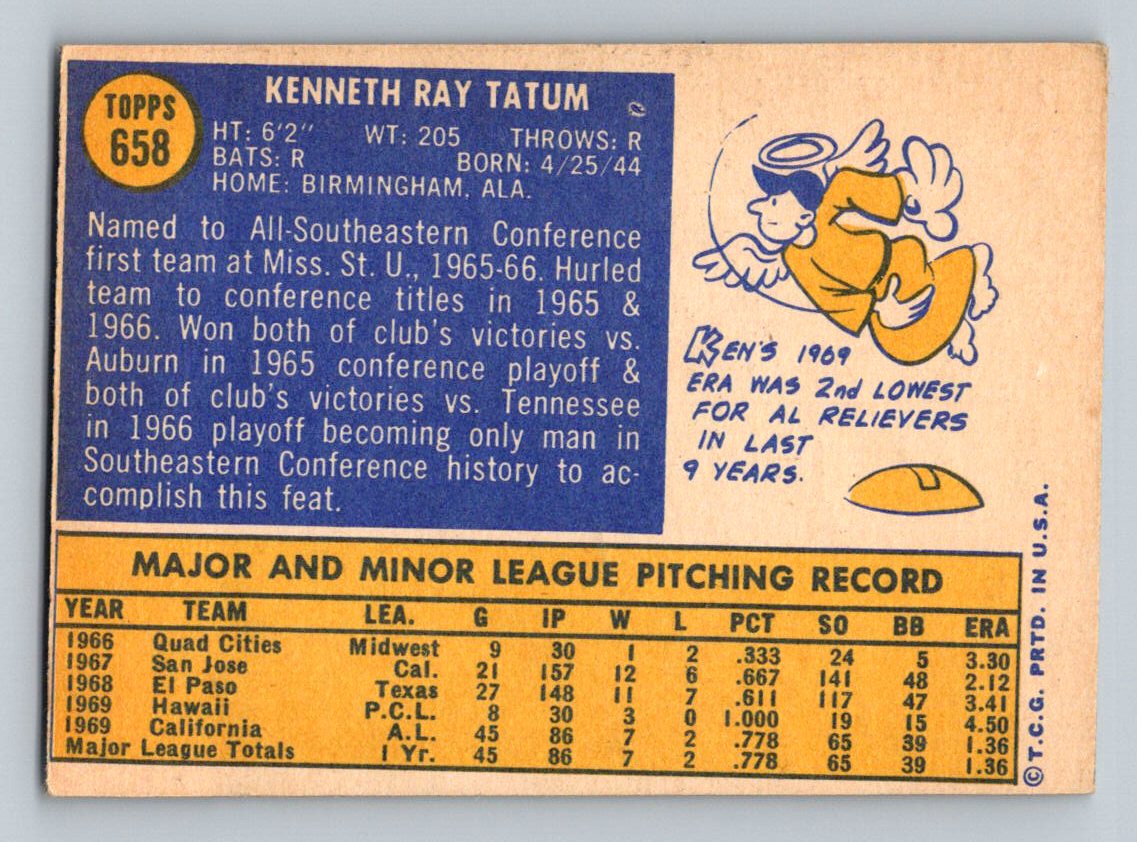 TOPPS
658
KENNETH RAY TATUM
HT: 6'2" WT: 205 THROWS: R
BATS: R BORN: 4/25/44
HOME: BIRMINGHAM, ALA.
Named to All-Southeastern Conference
first team at Miss. St. U., 1965-66. Hurled
team to conference titles in 1965 &
1966. Won both of club's victories vs.
Auburn in 1965 conference playoff &
both of club's victories vs. Tennessee
in 1966 playoff becoming only man in
Southeastern Conference history to ac-
complish this feat.
KEN'S 1969
ERA WAS 2nd LOWEST
FOR AL RELIEVERS
IN LAST
9 YEARS.
MAJOR AND MINOR LEAGUE PITCHING RECORD
YEAR TEAM LEA. G IP W L PCT SO BB ERA
1966 Quad Cities Midwest 9 30 1 2 .333 24 5 3.30
1967 San Jose Cal. 21 157 12 6 .667 141 48 2.12
1968 El Paso Texas 27 148 11 7 .611 117 47 3.41
1969 Hawaii P.C.L. 8 30 3 0 1.000 19 15 4.50
1969 California A.L. 45 86 7 2 .778 65 39 1.36
Major League Totals 1 Yr. 45 86 7 2 .778 65 39 1.36
© T.C.G. PRTD. IN U.S.A.